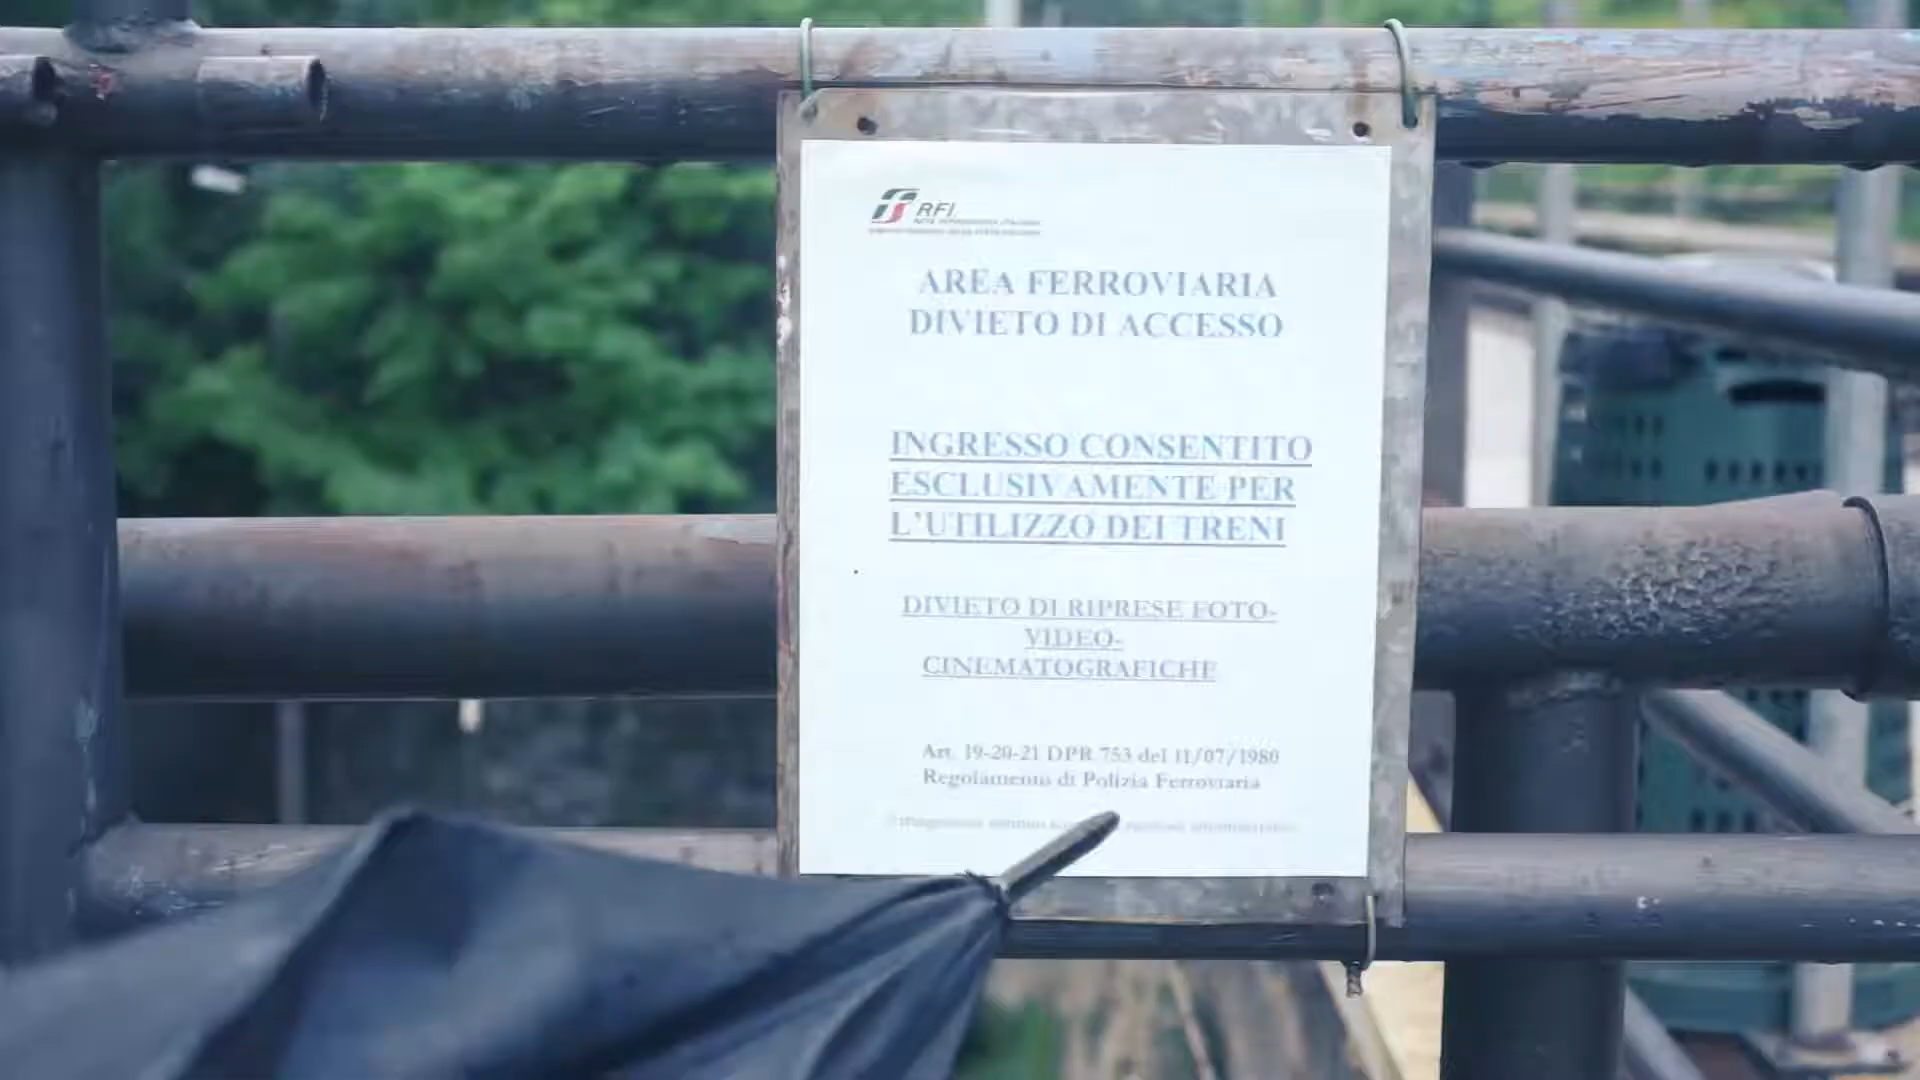 RFI
AREA FERROVIARIA
DIVIETO DI ACCESSO
INGRESSO CONSENTITO
ESCLUSIVAMENTE PER
L'UTILIZZO DEI TRENI
DIVIETO DI RIPRESE FOTO-
VIDEO-
CINEMATOGRAFICHE
Art. 19-20-21 DPR 753 del 11/07/1980
Regolamento di Polizia Ferroviaria